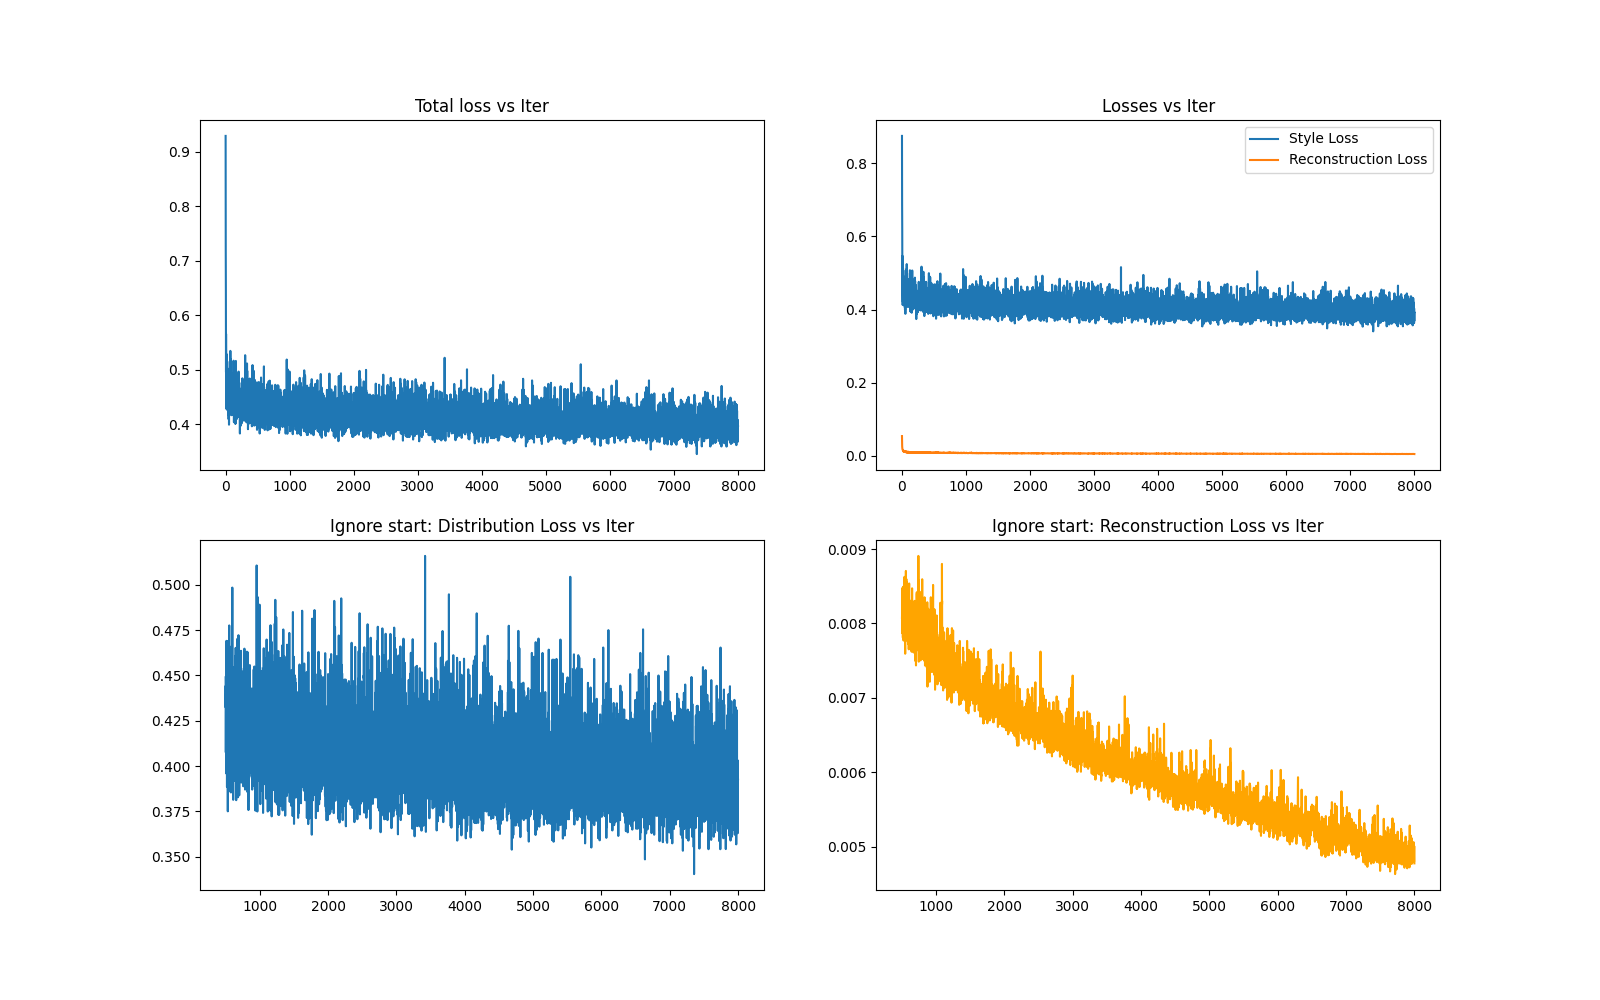 Total loss vs Iter
0.9
0.8
0.7
0.6
0.5
0.4
0 1000 2000 3000 4000 5000 6000 7000 8000
Losses vs Iter
Style Loss
Reconstruction Loss
0.8
0.6
0.4
0.2
0.0
0 1000 2000 3000 4000 5000 6000 7000 8000
Ignore start: Distribution Loss vs Iter
0.500
0.475
0.450
0.425
0.400
0.375
0.350
1000 2000 3000 4000 5000 6000 7000 8000
Ignore start: Reconstruction Loss vs Iter
0.009
0.008
0.007
0.006
0.005
1000 2000 3000 4000 5000 6000 7000 8000